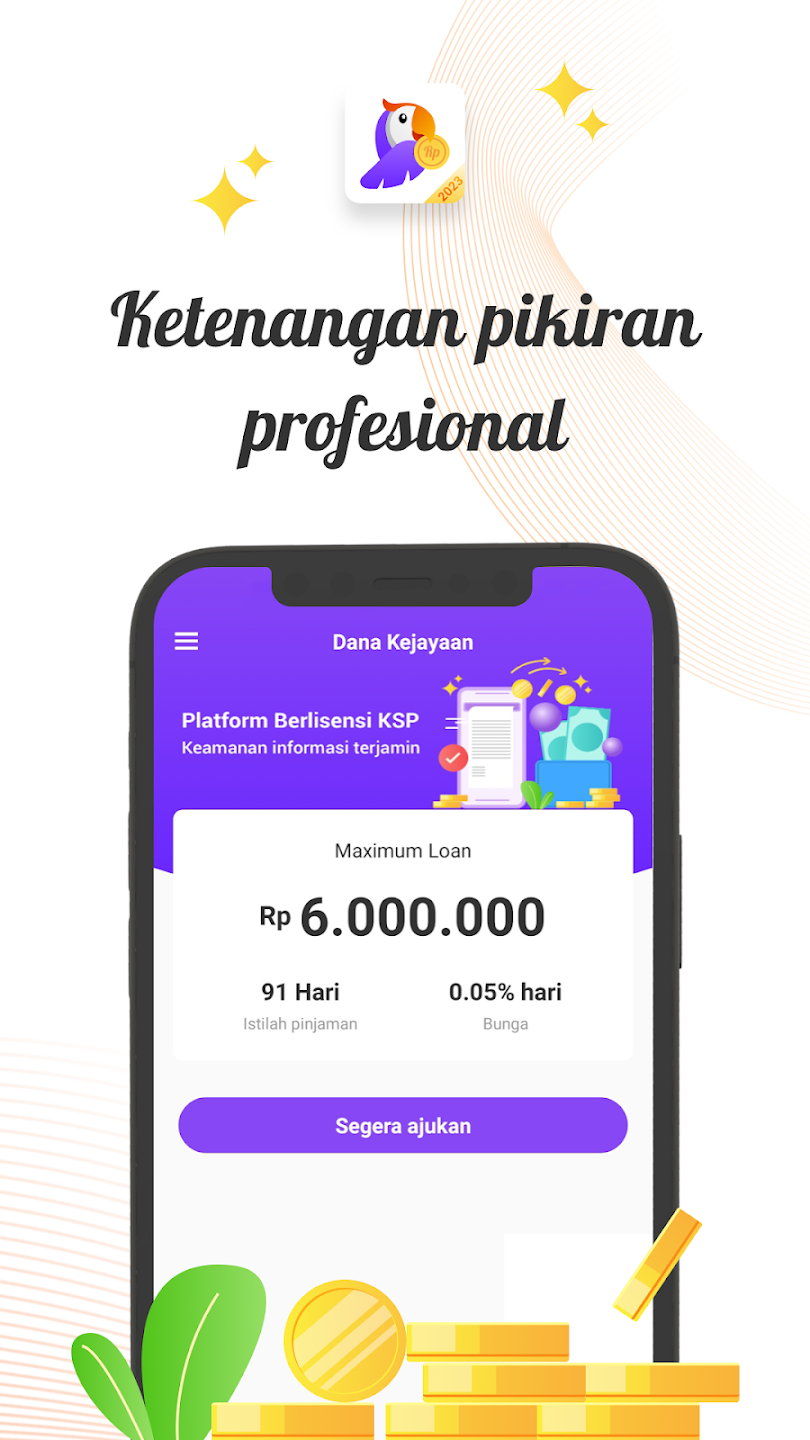 Rp
2023
Ketenangan pikiran
profesional
Dana Kejayaan
Platform Berlisensi KSP
Keamanan informasi terjamin
Maximum Loan
Rp 6.000.000
91 Hari
0.05% hari
Istilah pinjaman
Bunga
Segera ajukan